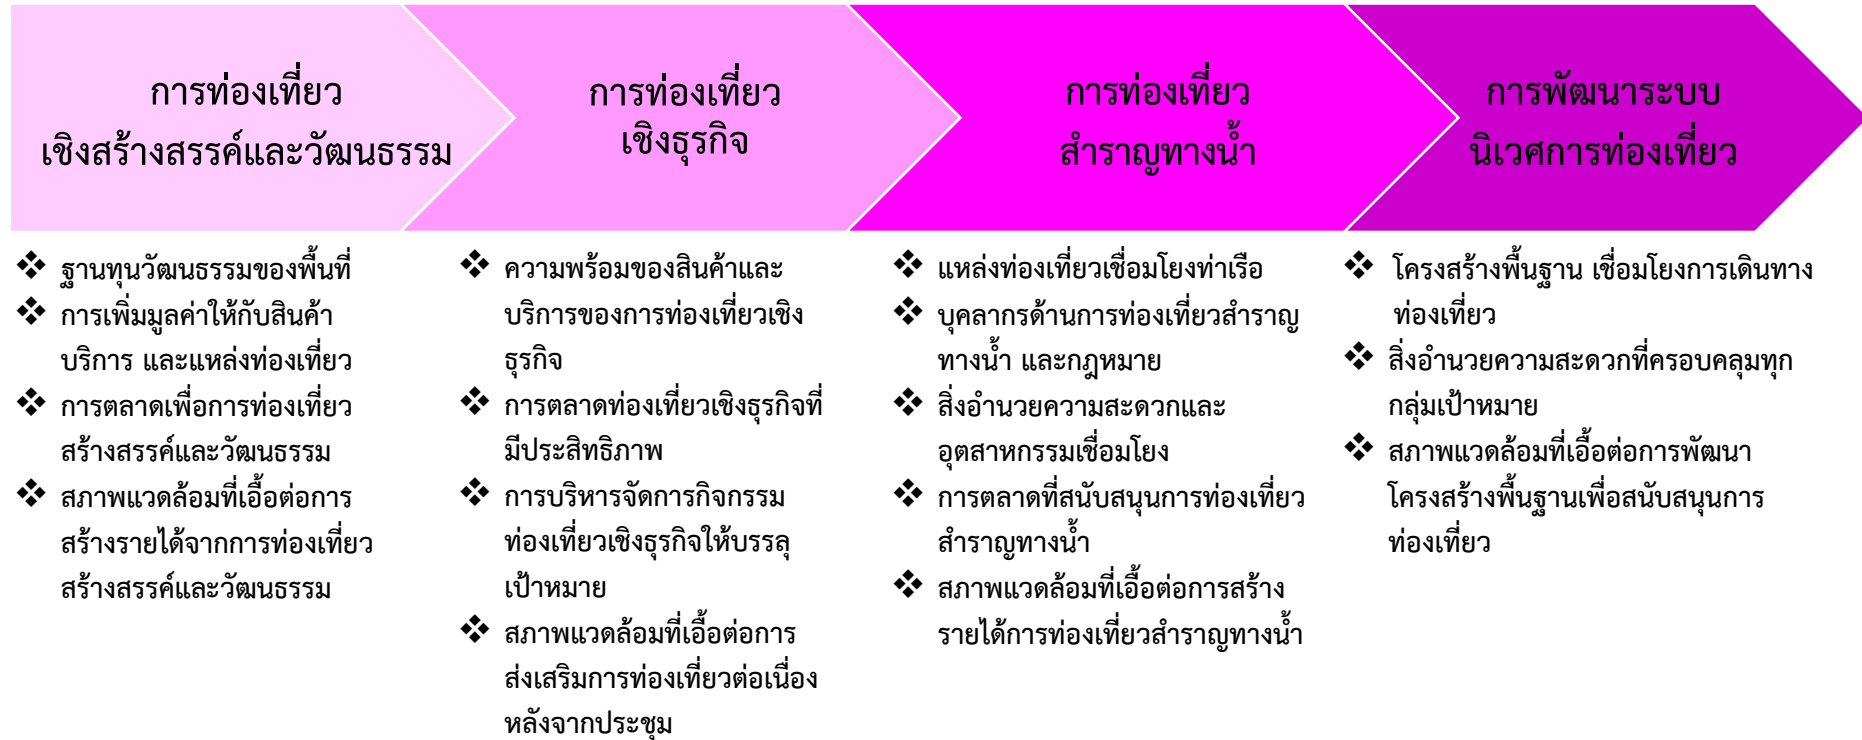 การท่องเที่ยว
เชิงสร้างสรรค์และวัฒนธรรม
การท่องเที่ยว
เชิงธุรกิจ
การท่องเที่ยว
สำราญทางน้ำ
การพัฒนาระบบ
นิเวศการท่องเที่ยว
❖ ฐานทุนวัฒนธรรมของพื้นที่
❖ การเพิ่มมูลค่าให้กับสินค้า
บริการ และแหล่งท่องเที่ยว
❖ การตลาดเพื่อการท่องเที่ยว
สร้างสรรค์และวัฒนธรรม
❖ สภาพแวดล้อมที่เอื้อต่อการ
สร้างรายได้จากการท่องเที่ยว
สร้างสรรค์และวัฒนธรรม
❖ ความพร้อมของสินค้าและ
บริการของการท่องเที่ยวเชิง
ธุรกิจ
❖ การตลาดท่องเที่ยวเชิงธุรกิจที่
มีประสิทธิภาพ
❖ การบริหารจัดการกิจกรรม
ท่องเที่ยวเชิงธุรกิจให้บรรลุ
เป้าหมาย
❖ สภาพแวดล้อมที่เอื้อต่อการ
ส่งเสริมการท่องเที่ยวต่อเนื่อง
หลังจากประชุม
❖ แหล่งท่องเที่ยวเชื่อมโยงท่าเรือ
❖ บุคลากรด้านการท่องเที่ยวสำราญ
ทางน้ำ และกฎหมาย
❖ สิ่งอำนวยความสะดวกและ
อุตสาหกรรมเชื่อมโยง
❖ การตลาดที่สนับสนุนการท่องเที่ยว
สำราญทางน้ำ
❖ สภาพแวดล้อมที่เอื้อต่อการสร้าง
รายได้การท่องเที่ยวสำราญทางน้ำ
❖ โครงสร้างพื้นฐาน เชื่อมโยงการเดินทาง
ท่องเที่ยว
❖ สิ่งอำนวยความสะดวกที่ครอบคลุมทุก
กลุ่มเป้าหมาย
❖ สภาพแวดล้อมที่เอื้อต่อการพัฒนา
โครงสร้างพื้นฐานเพื่อสนับสนุนการ
ท่องเที่ยว